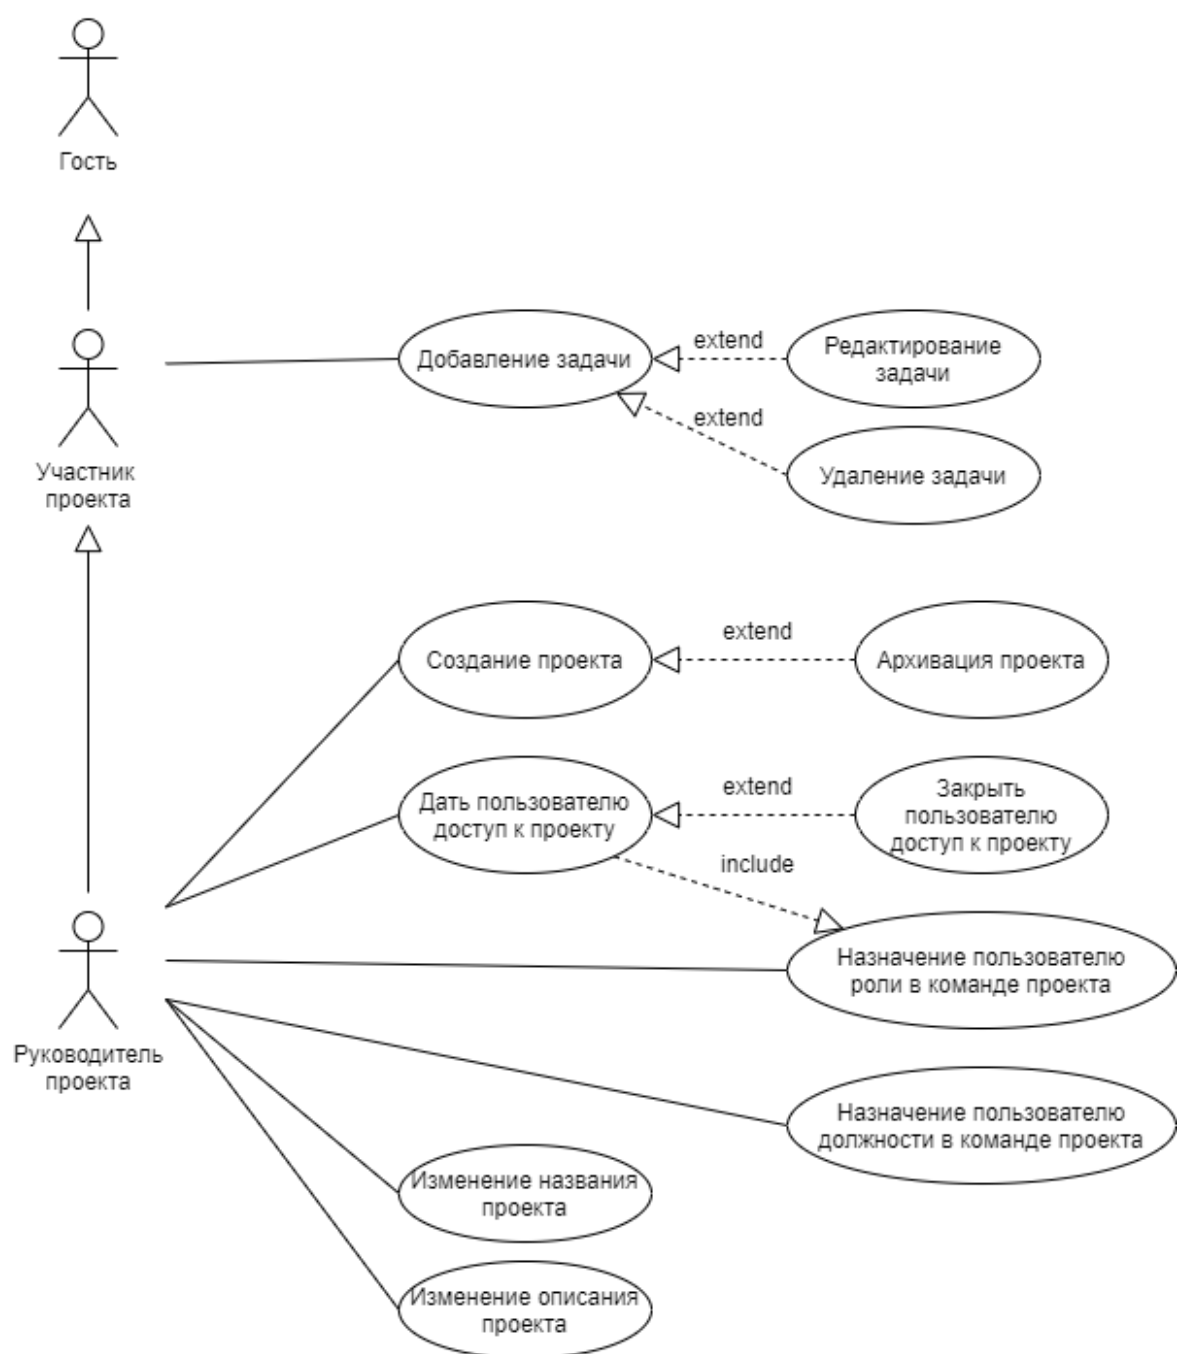 Гость
Добавление задачи
extend
Редактирование
задачи
extend
Удаление задачи
Участник
проекта
Создание проекта
extend
Архивация проекта
Дать пользователю
доступ к проекту
extend
Закрыть
пользователю
доступ к проекту
include
Назначение пользователю
роли в команде проекта
Руководитель
проекта
Назначение пользователю
должности в команде проекта
Изменение названия
проекта
Изменение описания
проекта